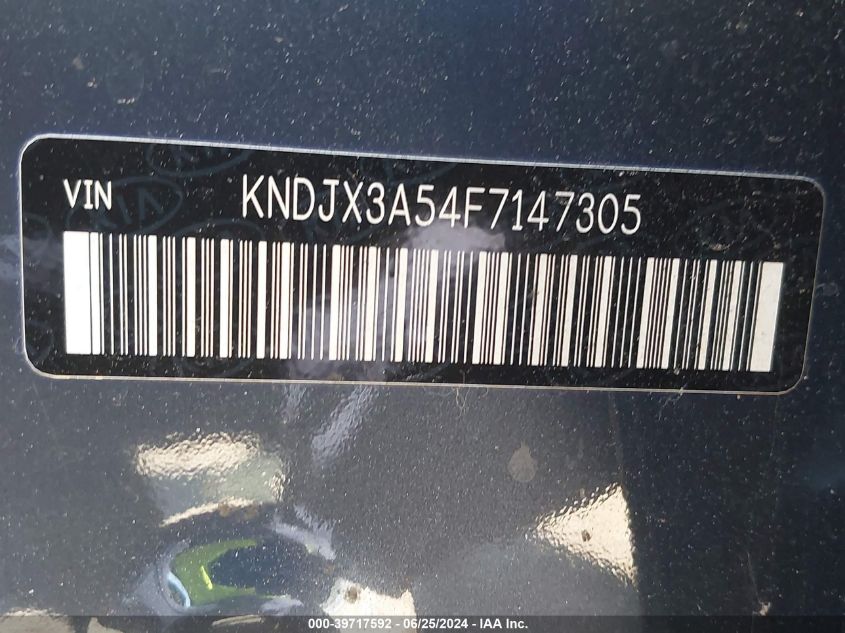 VIN KNDJX3A54F7147305
000-39717592 - 06/25/2024 - IAA Inc.